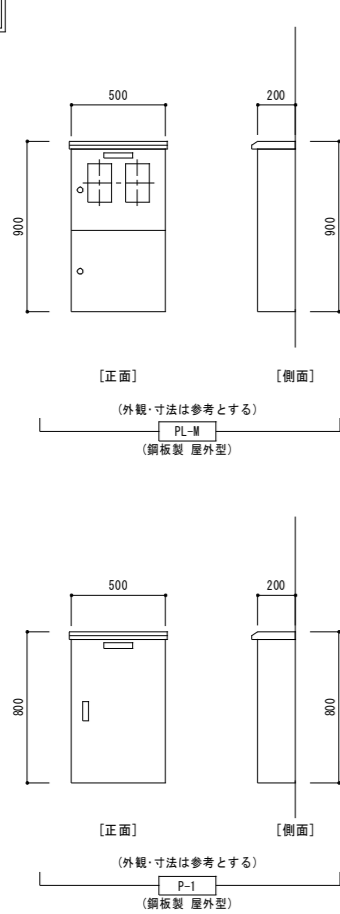 500
200
900
900
[正面]
[側面]
(外観・寸法は参考とする)
PL-M
(鋼板製 屋外型)
500
200
800
800
[正面]
[側面]
(外観・寸法は参考とする)
P-1
(鋼板製 屋外型)